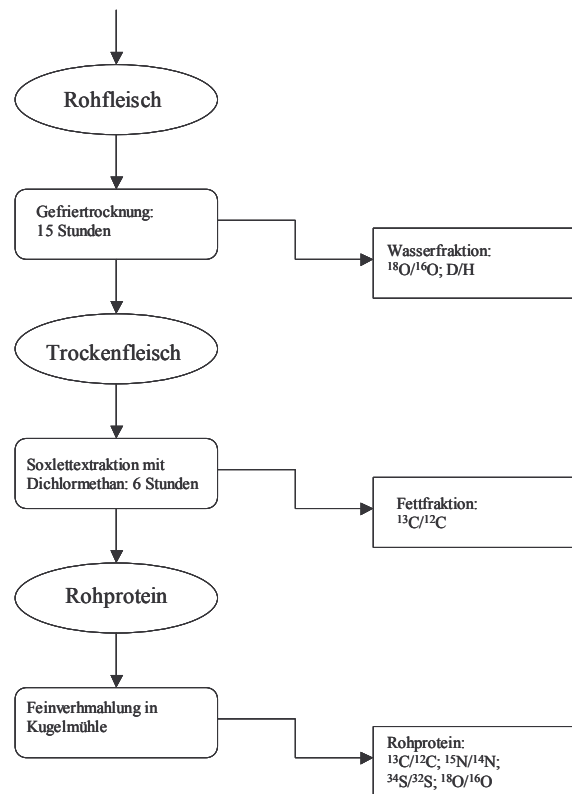 Rohfleisch
Gefriertrocknung:
15 Stunden
Wasserfraktion:
¹⁸O/¹⁶O; D/H
Trockenfleisch
Soxlettextraktion mit
Dichlormethan: 6 Stunden
Fettfraktion:
¹³C/¹²C
Rohprotein
Feinverhmahlung in
Kugelmühle
Rohprotein:
¹³C/¹²C; ¹⁵N/¹⁴N;
³⁴S/³²S; ¹⁸O/¹⁶O